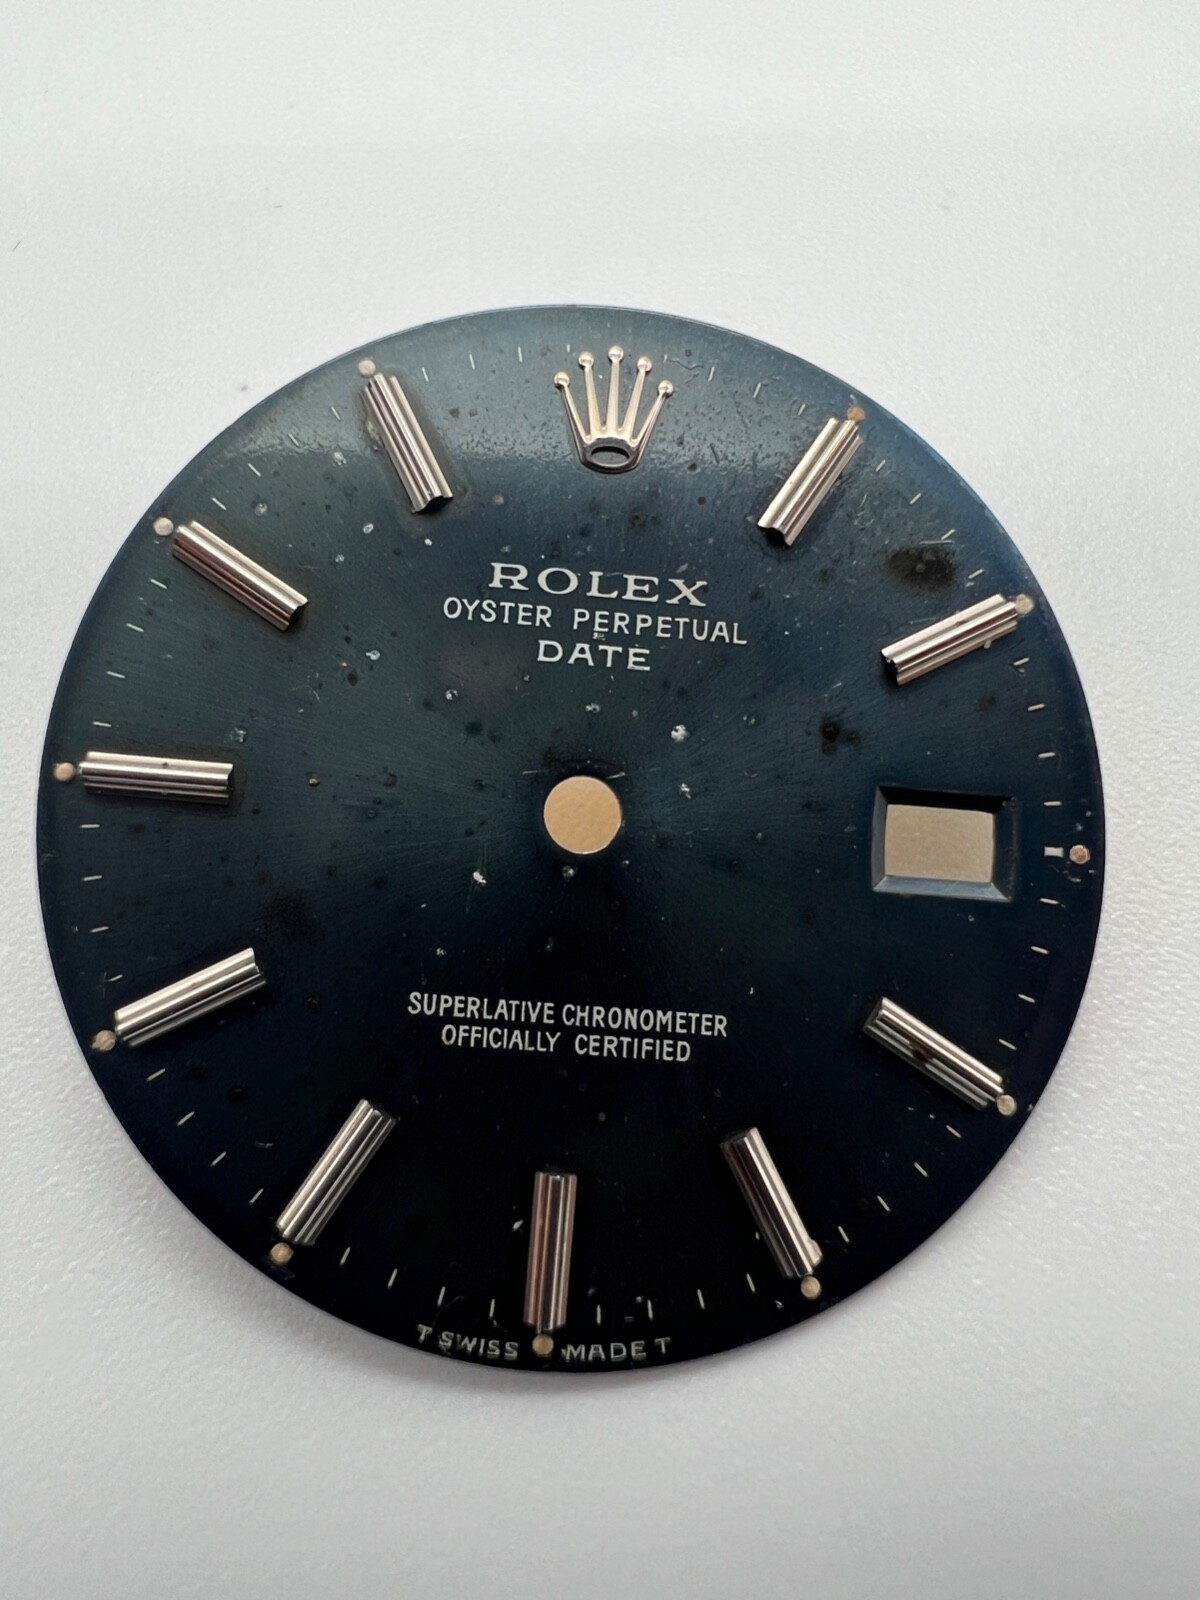 ROLEX
OYSTER PERPETUAL
DATE
SUPERLATIVE CHRONOMETER
OFFICIALLY CERTIFIED
T SWISS MADE T